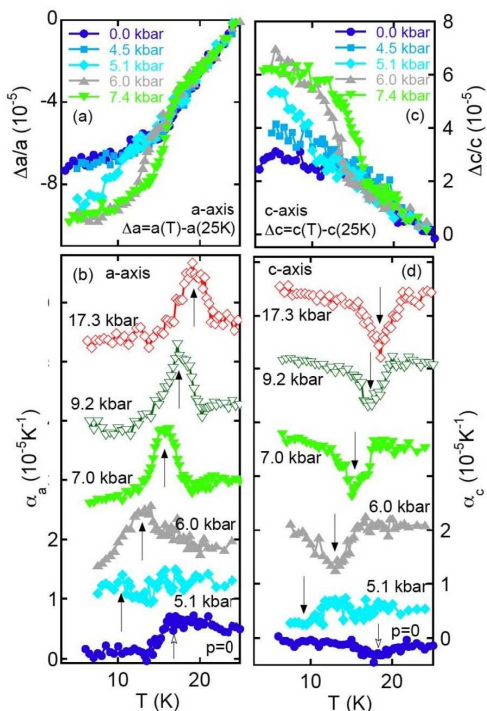 0
-4
-8
Δa/a (10⁻⁵)
0.0 kbar
4.5 kbar
5.1 kbar
6.0 kbar
7.4 kbar
(a)
a-axis
Δa=a(T)-a(25K)
0.0 kbar
4.5 kbar
5.1 kbar
6.0 kbar
7.4 kbar
(c)
c-axis
Δc=c(T)-c(25K)
8
6
4
2
0
Δc/c (10⁻⁵)
(b)
a-axis
17.3 kbar
9.2 kbar
7.0 kbar
6.0 kbar
5.1 kbar
p=0
2
0
αₐ (10⁻⁵K⁻¹)
10
20
T (K)
c-axis
(d)
17.3 kbar
9.2 kbar
7.0 kbar
6.0 kbar
5.1 kbar
p=0
5
4
3
2
1
0
α_c (10⁻⁵K⁻¹)
10
20
T (K)